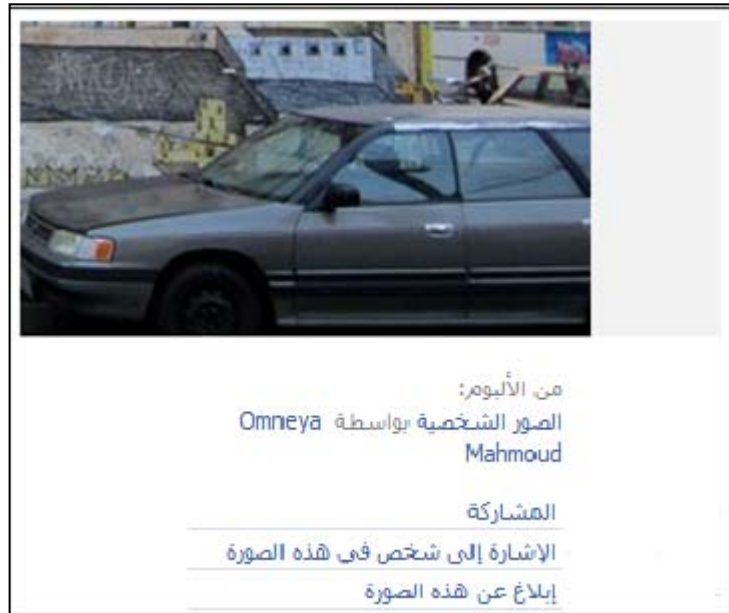 من الألبوم:
الصور الشخصية بواسطة Omneya
Mahmoud
المشاركة
الإشارة إلى شخص في هذه الصورة
إبلاغ عن هذه الصورة